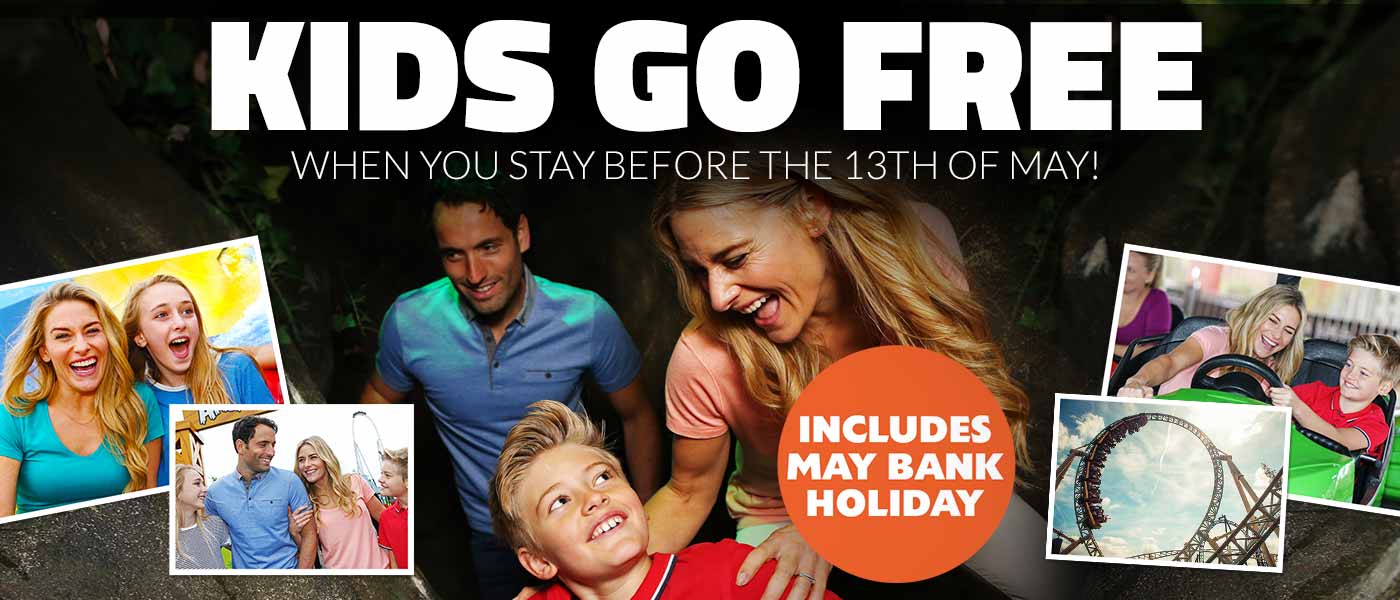 KIDS GO FREE
WHEN YOU STAY BEFORE THE 13TH OF MAY!
INCLUDES
MAY BANK
HOLIDAY